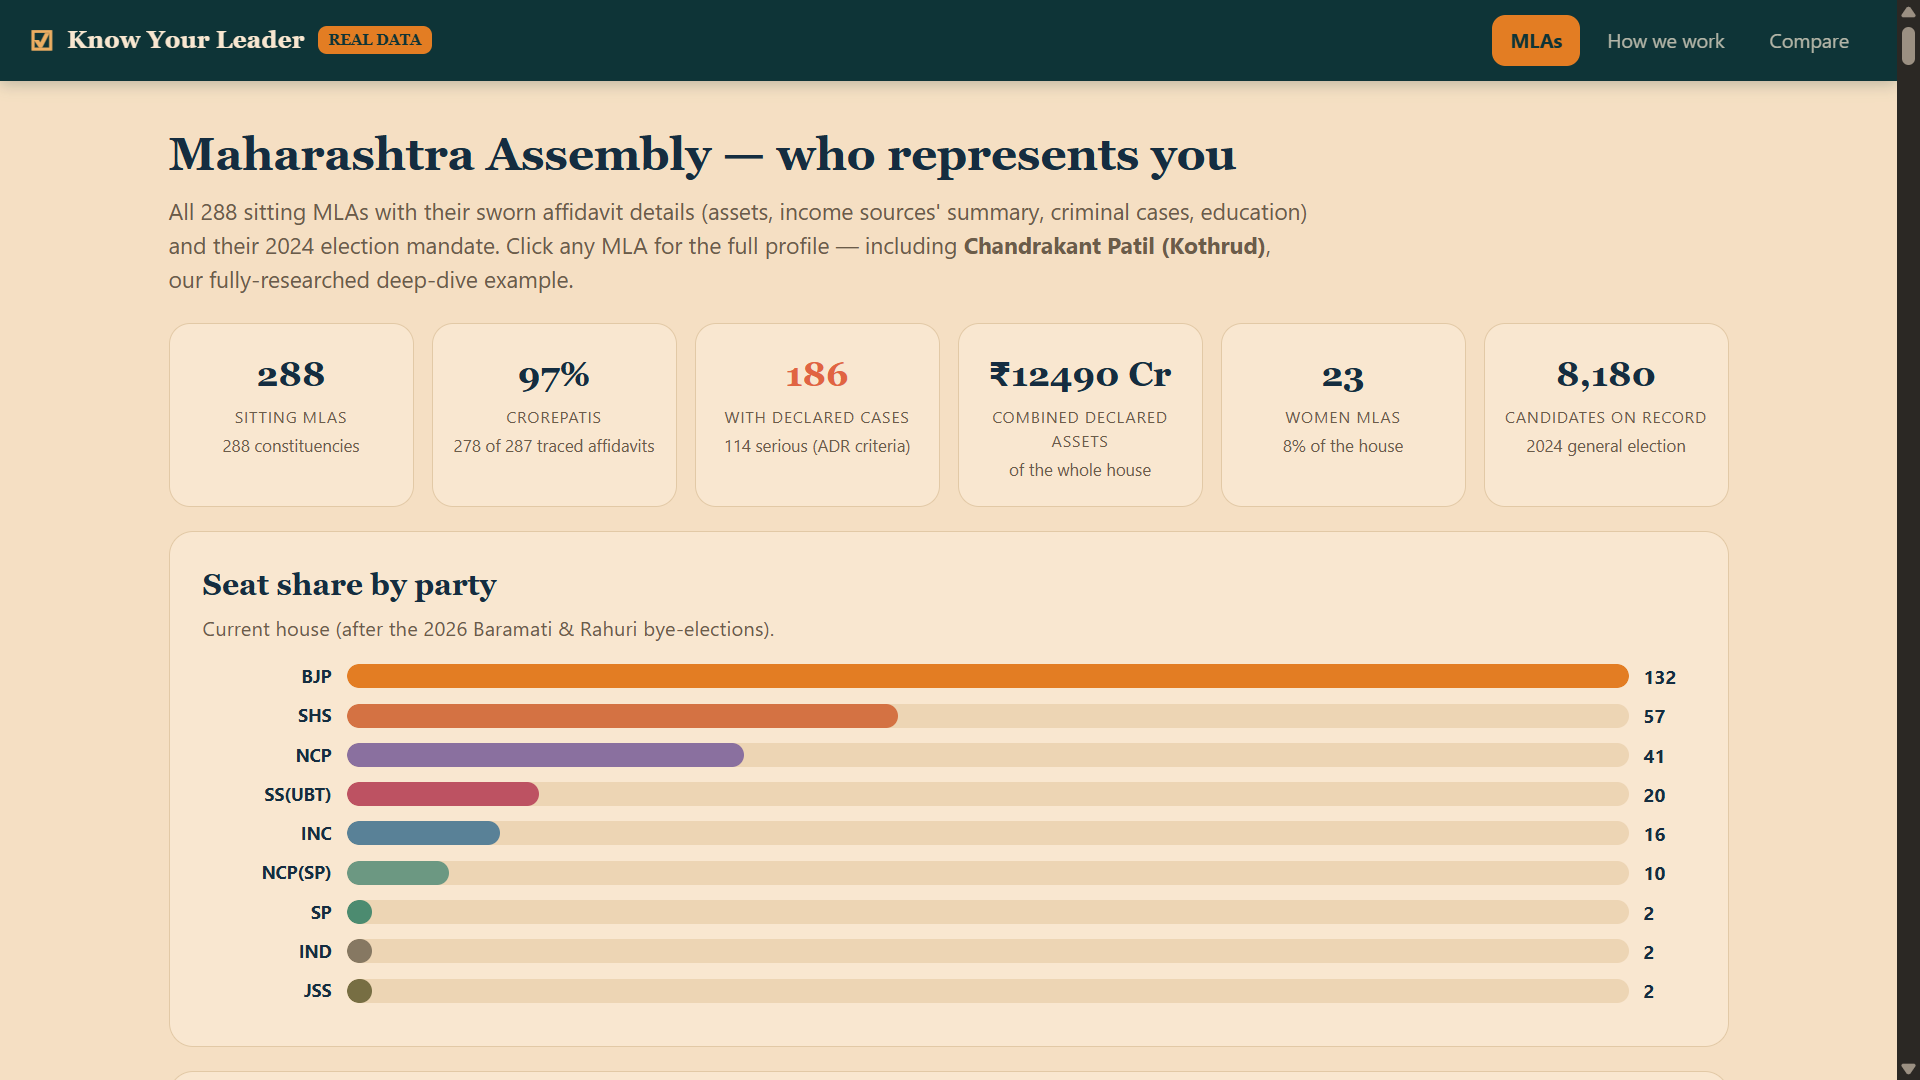 Know Your Leader REAL DATA
MLAs How we work Compare
Maharashtra Assembly — who represents you
All 288 sitting MLAs with their sworn affidavit details (assets, income sources' summary, criminal cases, education)
and their 2024 election mandate. Click any MLA for the full profile — including Chandrakant Patil (Kothrud),
our fully-researched deep-dive example.
288
SITTING MLAS
288 constituencies
97%
CROREPATIS
278 of 287 traced affidavits
186
WITH DECLARED CASES
114 serious (ADR criteria)
₹12490 Cr
COMBINED DECLARED
ASSETS
of the whole house
23
WOMEN MLAS
8% of the house
8,180
CANDIDATES ON RECORD
2024 general election
Seat share by party
Current house (after the 2026 Baramati & Rahuri bye-elections).
BJP 132
SHS 57
NCP 41
SS(UBT) 20
INC 16
NCP(SP) 10
SP 2
IND 2
JSS 2